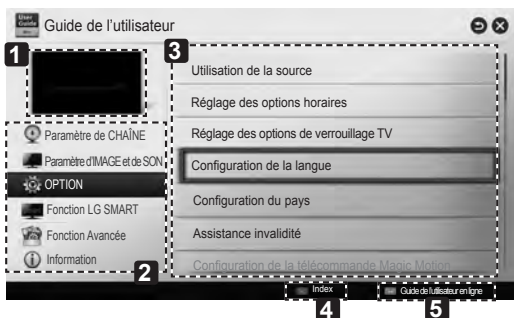 User Guide
Guide de l'utilisateur
1
3
Utilisation de la source
Réglage des options horaires
Réglage des options de verrouillage TV
Configuration de la langue
Configuration du pays
Assistance invalidité
Configuration de la télécommande Magic Motion
Paramètre de CHAÎNE
Paramètre d'IMAGE et de SON
OPTION
Fonction LG SMART
Fonction Avancée
Information
2
Index
Guide de l'utilisateur en ligne
4
5